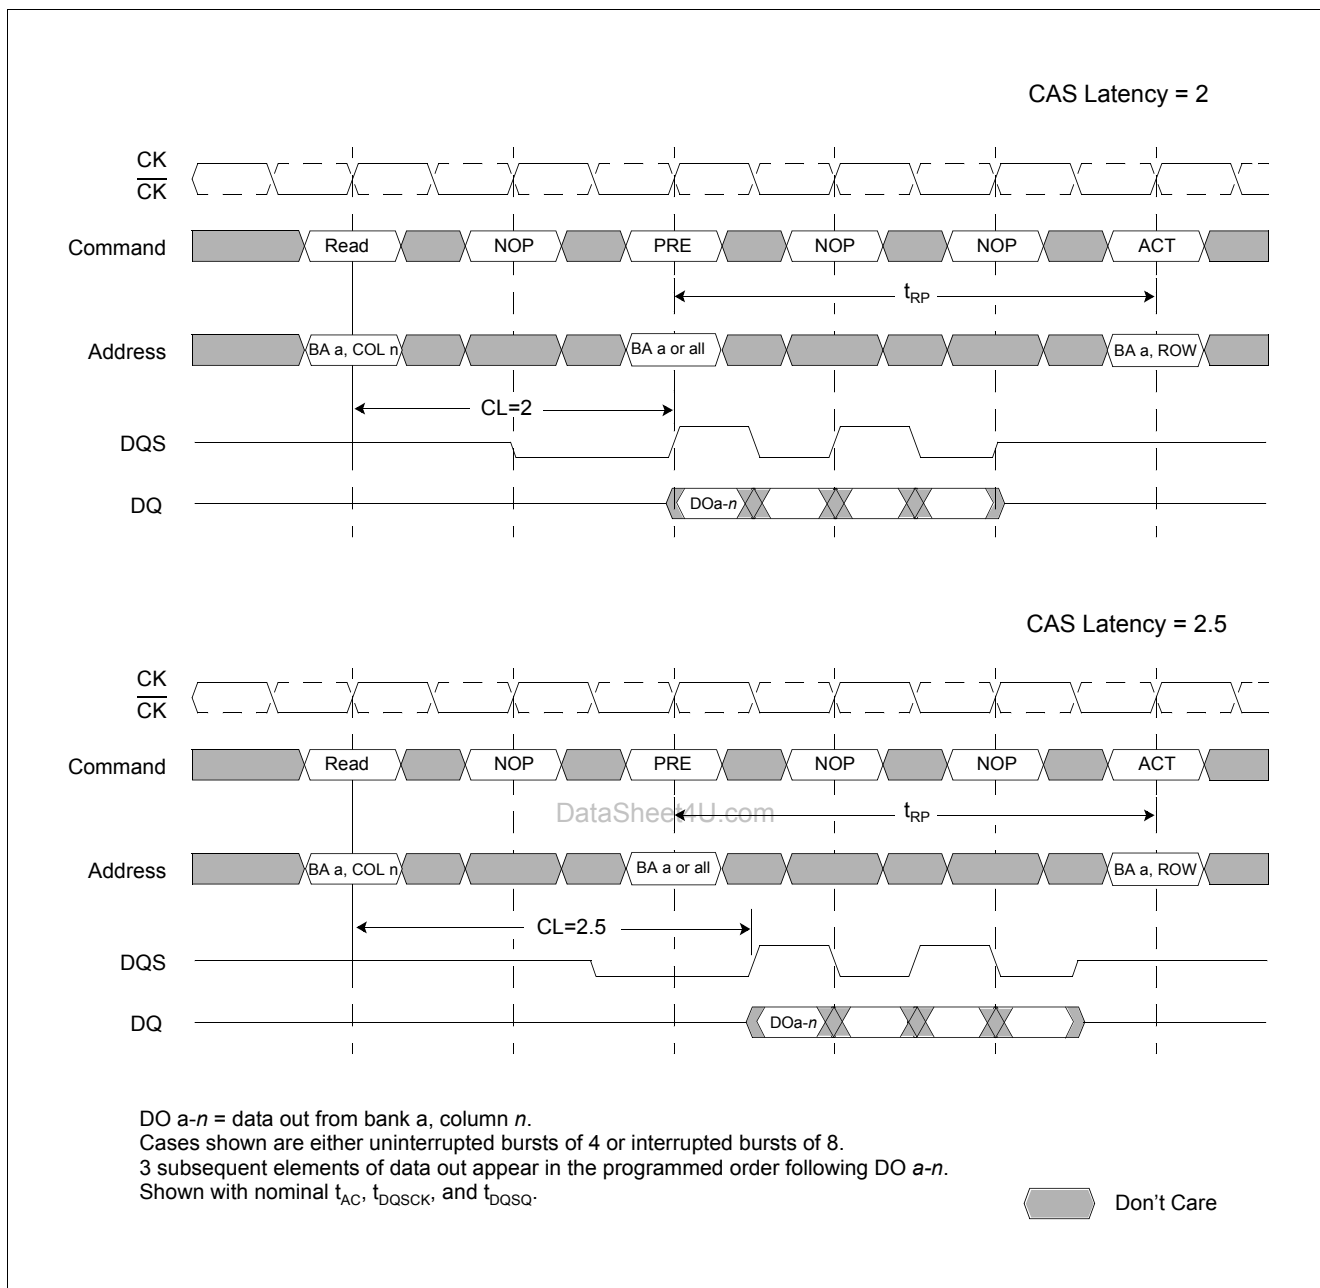 CAS Latency = 2
CK
CK
Command Read NOP PRE NOP NOP ACT
tRP
Address BA a, COL n BA a or all BA a, ROW
CL=2
DQS
DQ DOa-n
CAS Latency = 2.5
CK
CK
Command Read NOP PRE NOP NOP ACT
DataSheet4U.com tRP
Address BA a, COL n BA a or all BA a, ROW
CL=2.5
DQS
DQ DOa-n
DO a-n = data out from bank a, column n.
Cases shown are either uninterrupted bursts of 4 or interrupted bursts of 8.
3 subsequent elements of data out appear in the programmed order following DO a-n.
Shown with nominal tAC, tDQSCK, and tDQSQ.
Don't Care